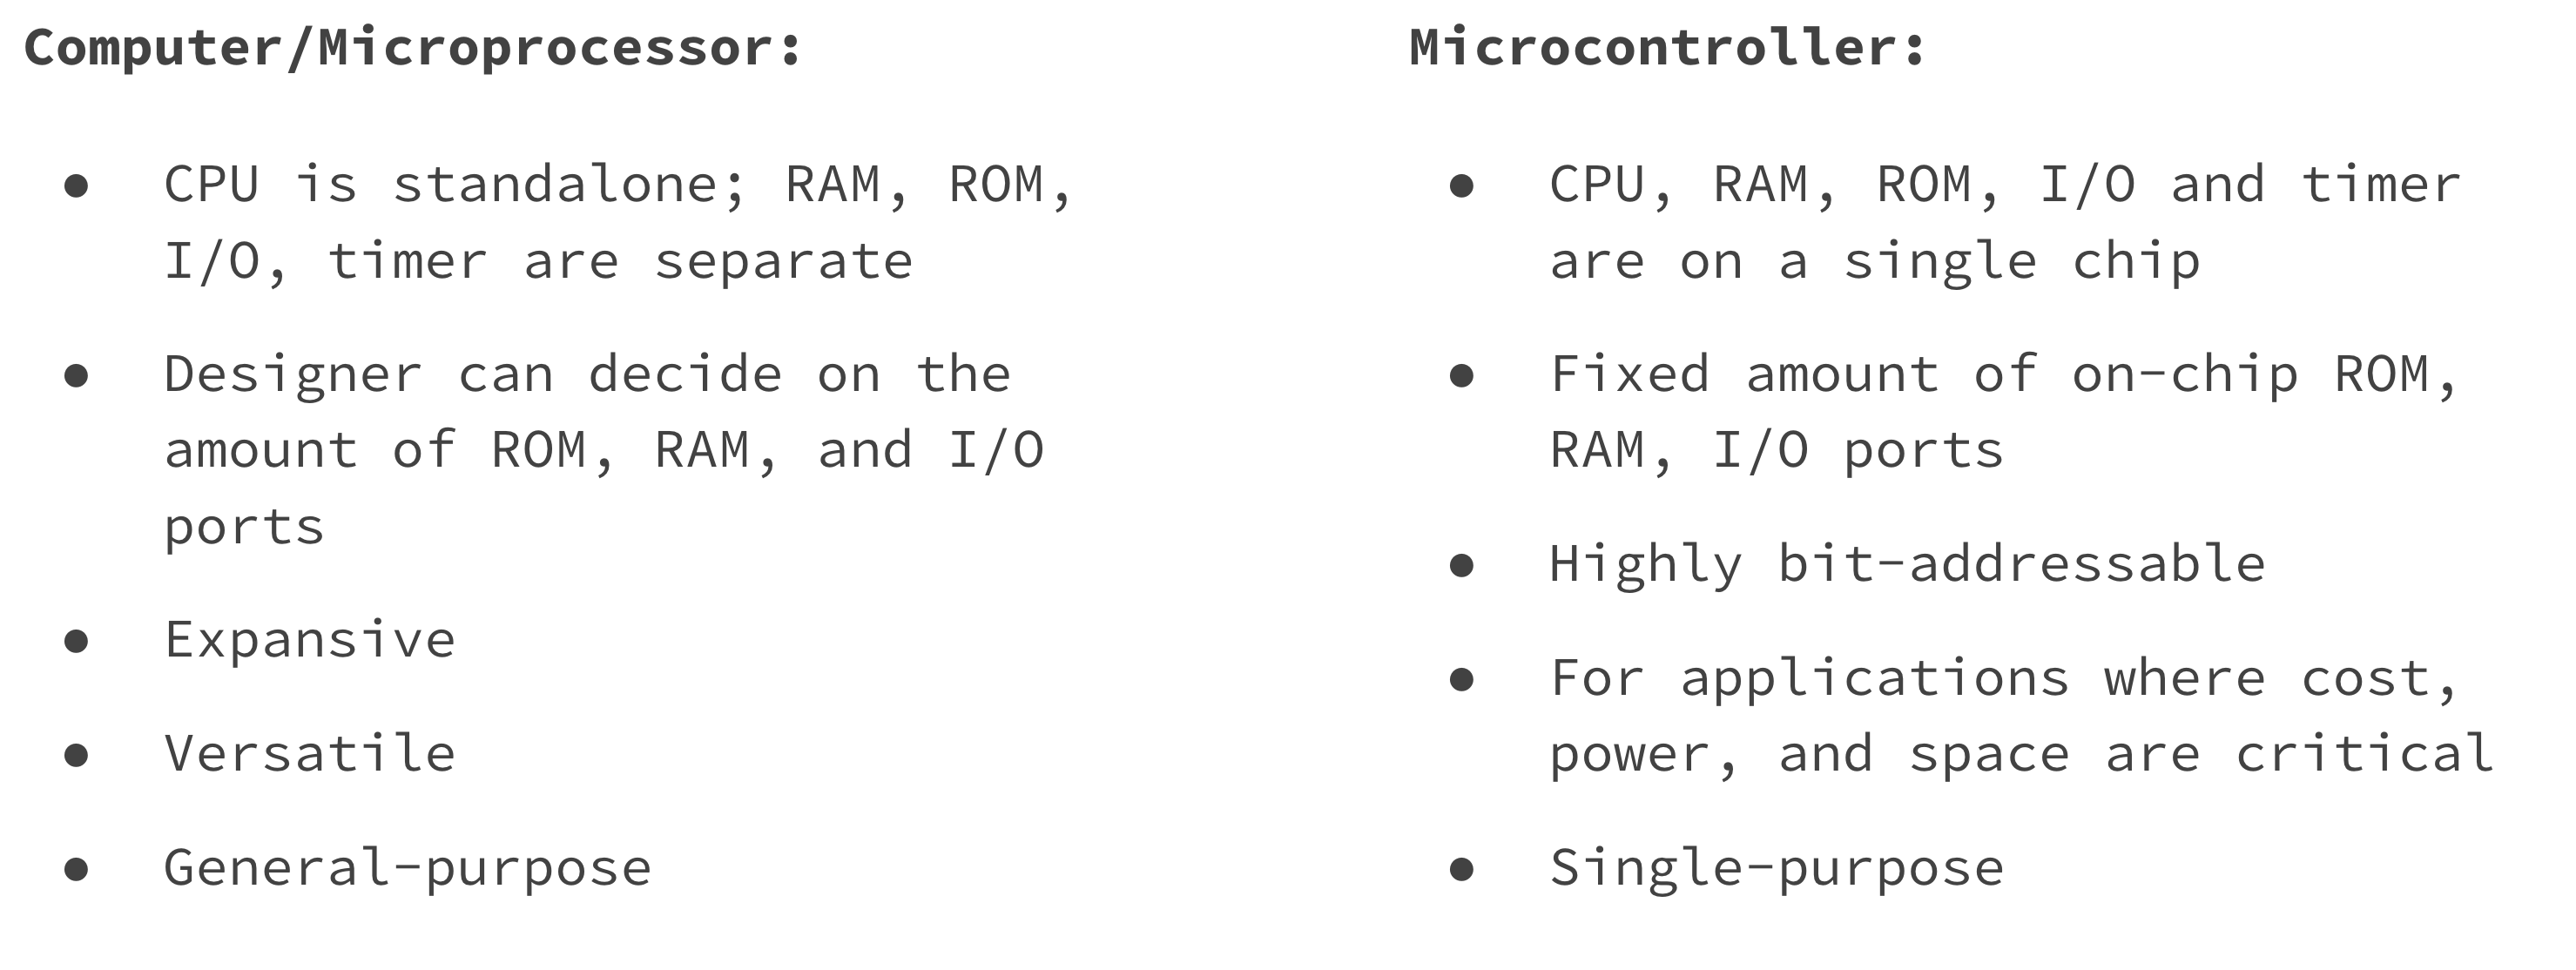 Computer/Microprocessor:
● CPU is standalone; RAM, ROM,
I/O, timer are separate
● Designer can decide on the
amount of ROM, RAM, and I/O
ports
● Expansive
● Versatile
● General-purpose
Microcontroller:
● CPU, RAM, ROM, I/O and timer
are on a single chip
● Fixed amount of on-chip ROM,
RAM, I/O ports
● Highly bit-addressable
● For applications where cost,
power, and space are critical
● Single-purpose